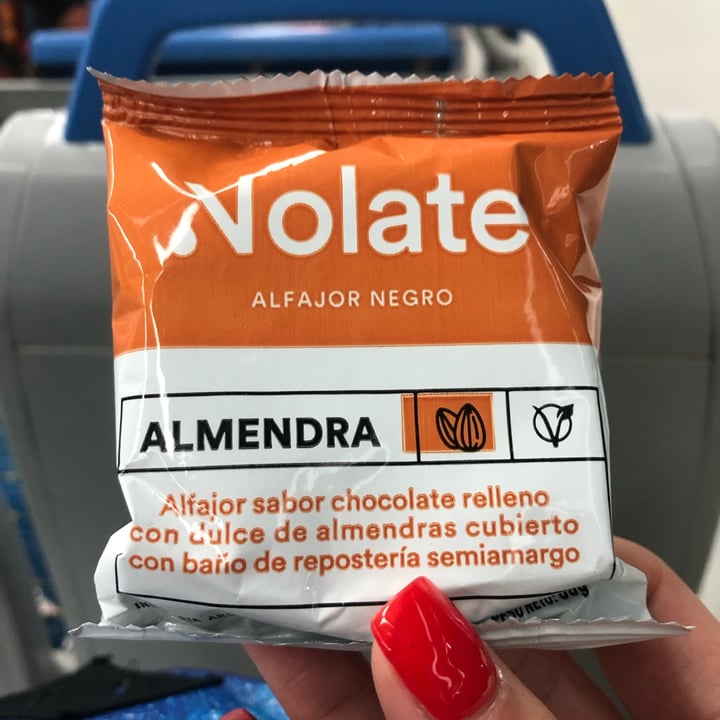 Nolate
ALFAJOR NEGRO
ALMENDRA
Alfajor sabor chocolate relleno
con dulce de almendras cubierto
con baño de repostería semiamargo